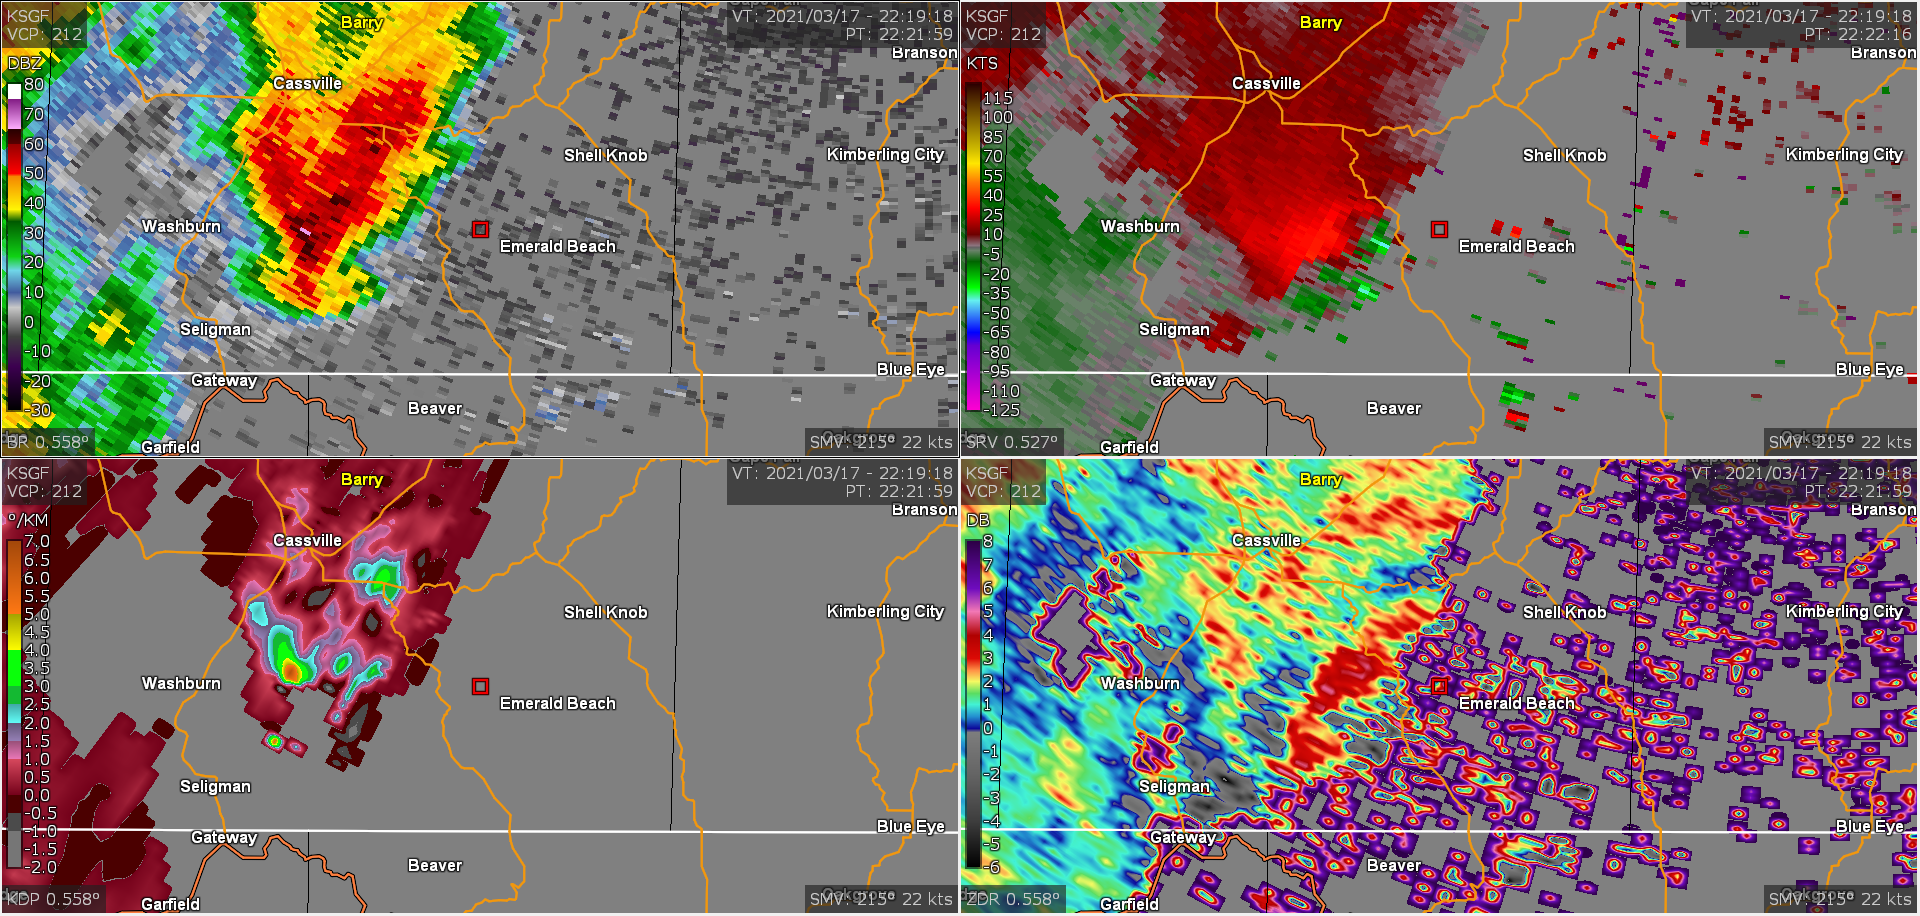 KSGF
VCP: 212
VT: 2021/03/17 - 22:19:18
PT: 22:21:59
Barry
Branson
DBZ
80
70
60
50
40
30
20
10
0
-10
-20
-30
Cassville
Shell Knob
Kimberling City
Washburn
Emerald Beach
Seligman
Gateway
Blue Eye
Beaver
Garfield
BR 0.558°
SMV: 215° 22 kts
KSGF
VCP: 212
VT: 2021/03/17 - 22:19:18
PT: 22:22:16
Barry
Branson
KTS
115
100
85
70
55
40
25
10
-5
-20
-35
-50
-65
-80
-95
-110
-125
Cassville
Shell Knob
Kimberling City
Washburn
Emerald Beach
Seligman
Gateway
Blue Eye
Beaver
Garfield
SRV 0.527°
SMV: 215° 22 kts
KSGF
VCP: 212
VT: 2021/03/17 - 22:19:18
PT: 22:21:59
Barry
Branson
°/KM
7.0
6.5
6.0
5.5
5.0
4.5
4.0
3.5
3.0
2.5
2.0
1.5
1.0
0.5
0.0
-0.5
-1.0
-1.5
-2.0
Cassville
Shell Knob
Kimberling City
Washburn
Emerald Beach
Seligman
Gateway
Blue Eye
Beaver
Garfield
KDP 0.558°
SMV: 215° 22 kts
KSGF
VCP: 212
VT: 2021/03/17 - 22:19:18
PT: 22:21:59
Barry
Branson
DB
8
7
6
5
4
3
2
1
0
-1
-2
-3
-4
-5
-6
Cassville
Shell Knob
Kimberling City
Washburn
Emerald Beach
Seligman
Gateway
Blue Eye
Beaver
Garfield
ZDR 0.558°
SMV: 215° 22 kts